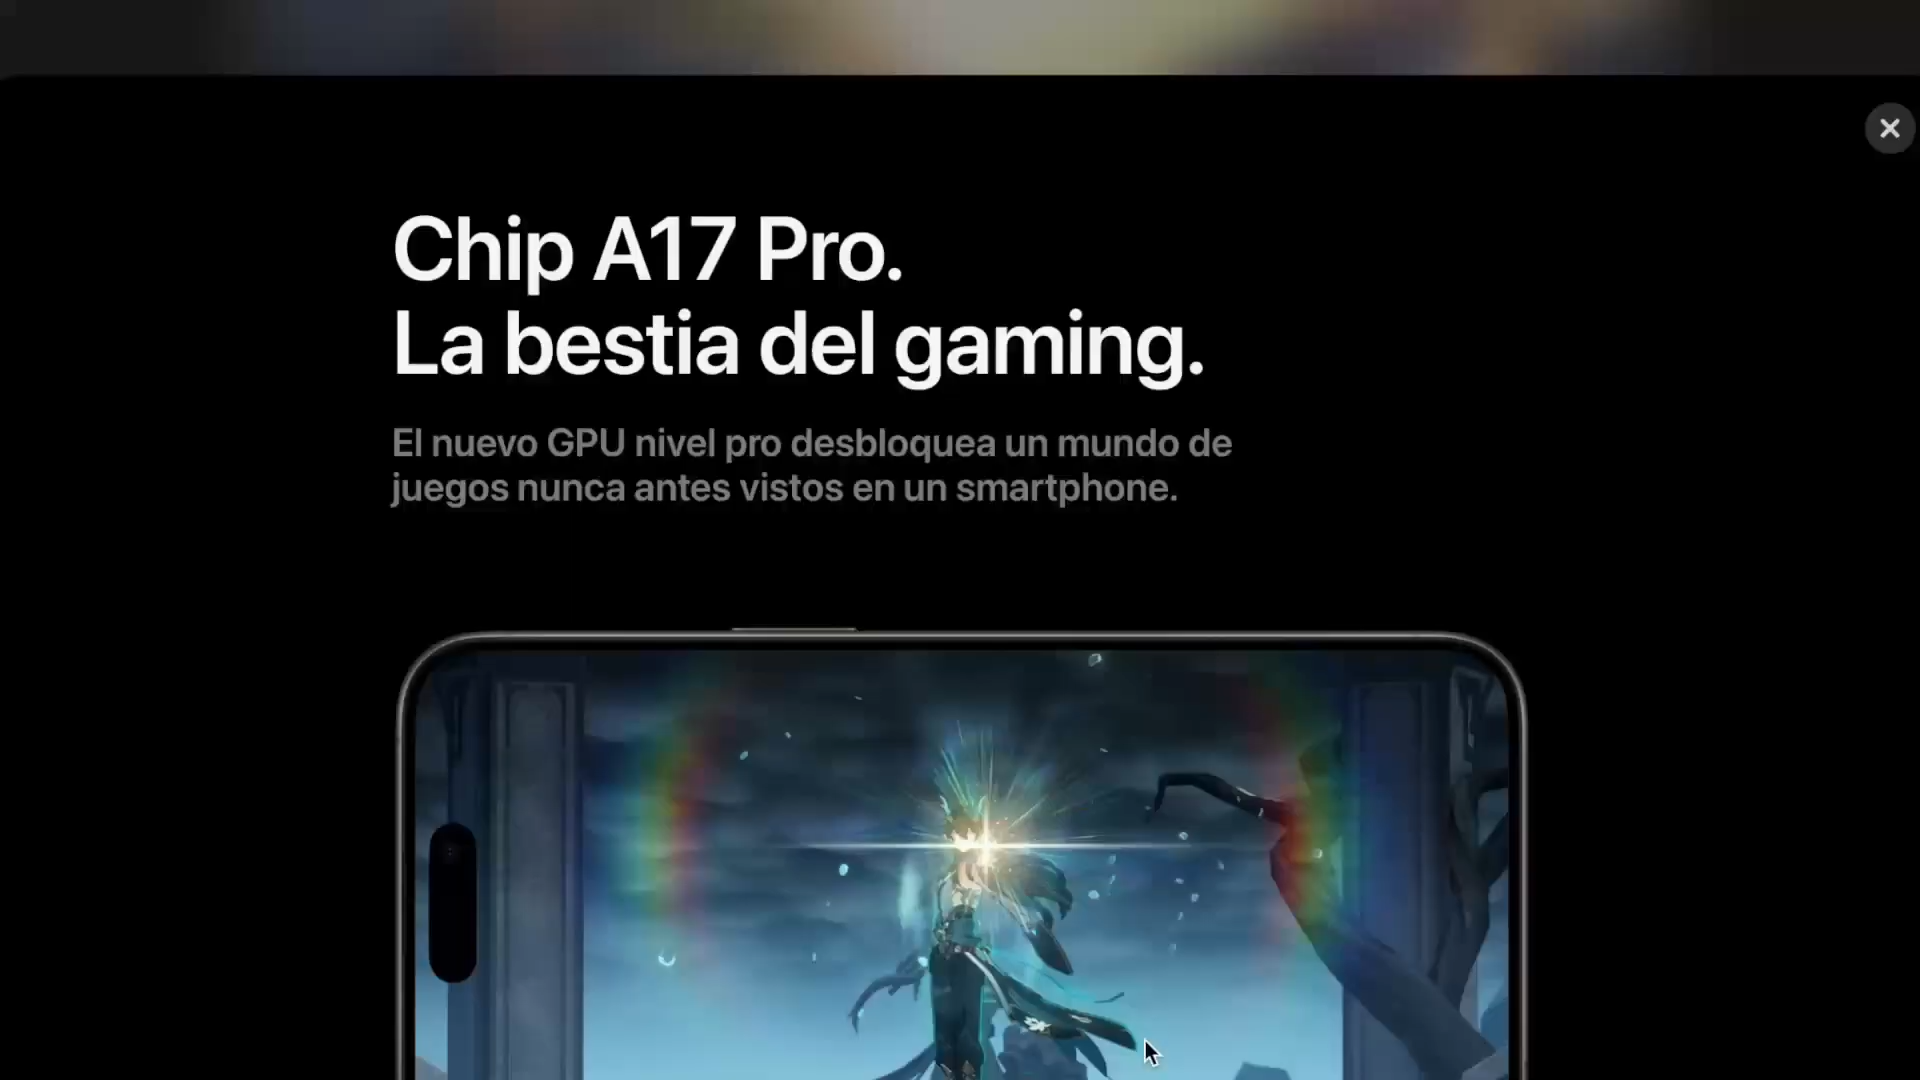 Chip A17 Pro.
La bestia del gaming.
El nuevo GPU nivel pro desbloquea un mundo de
juegos nunca antes vistos en un smartphone.